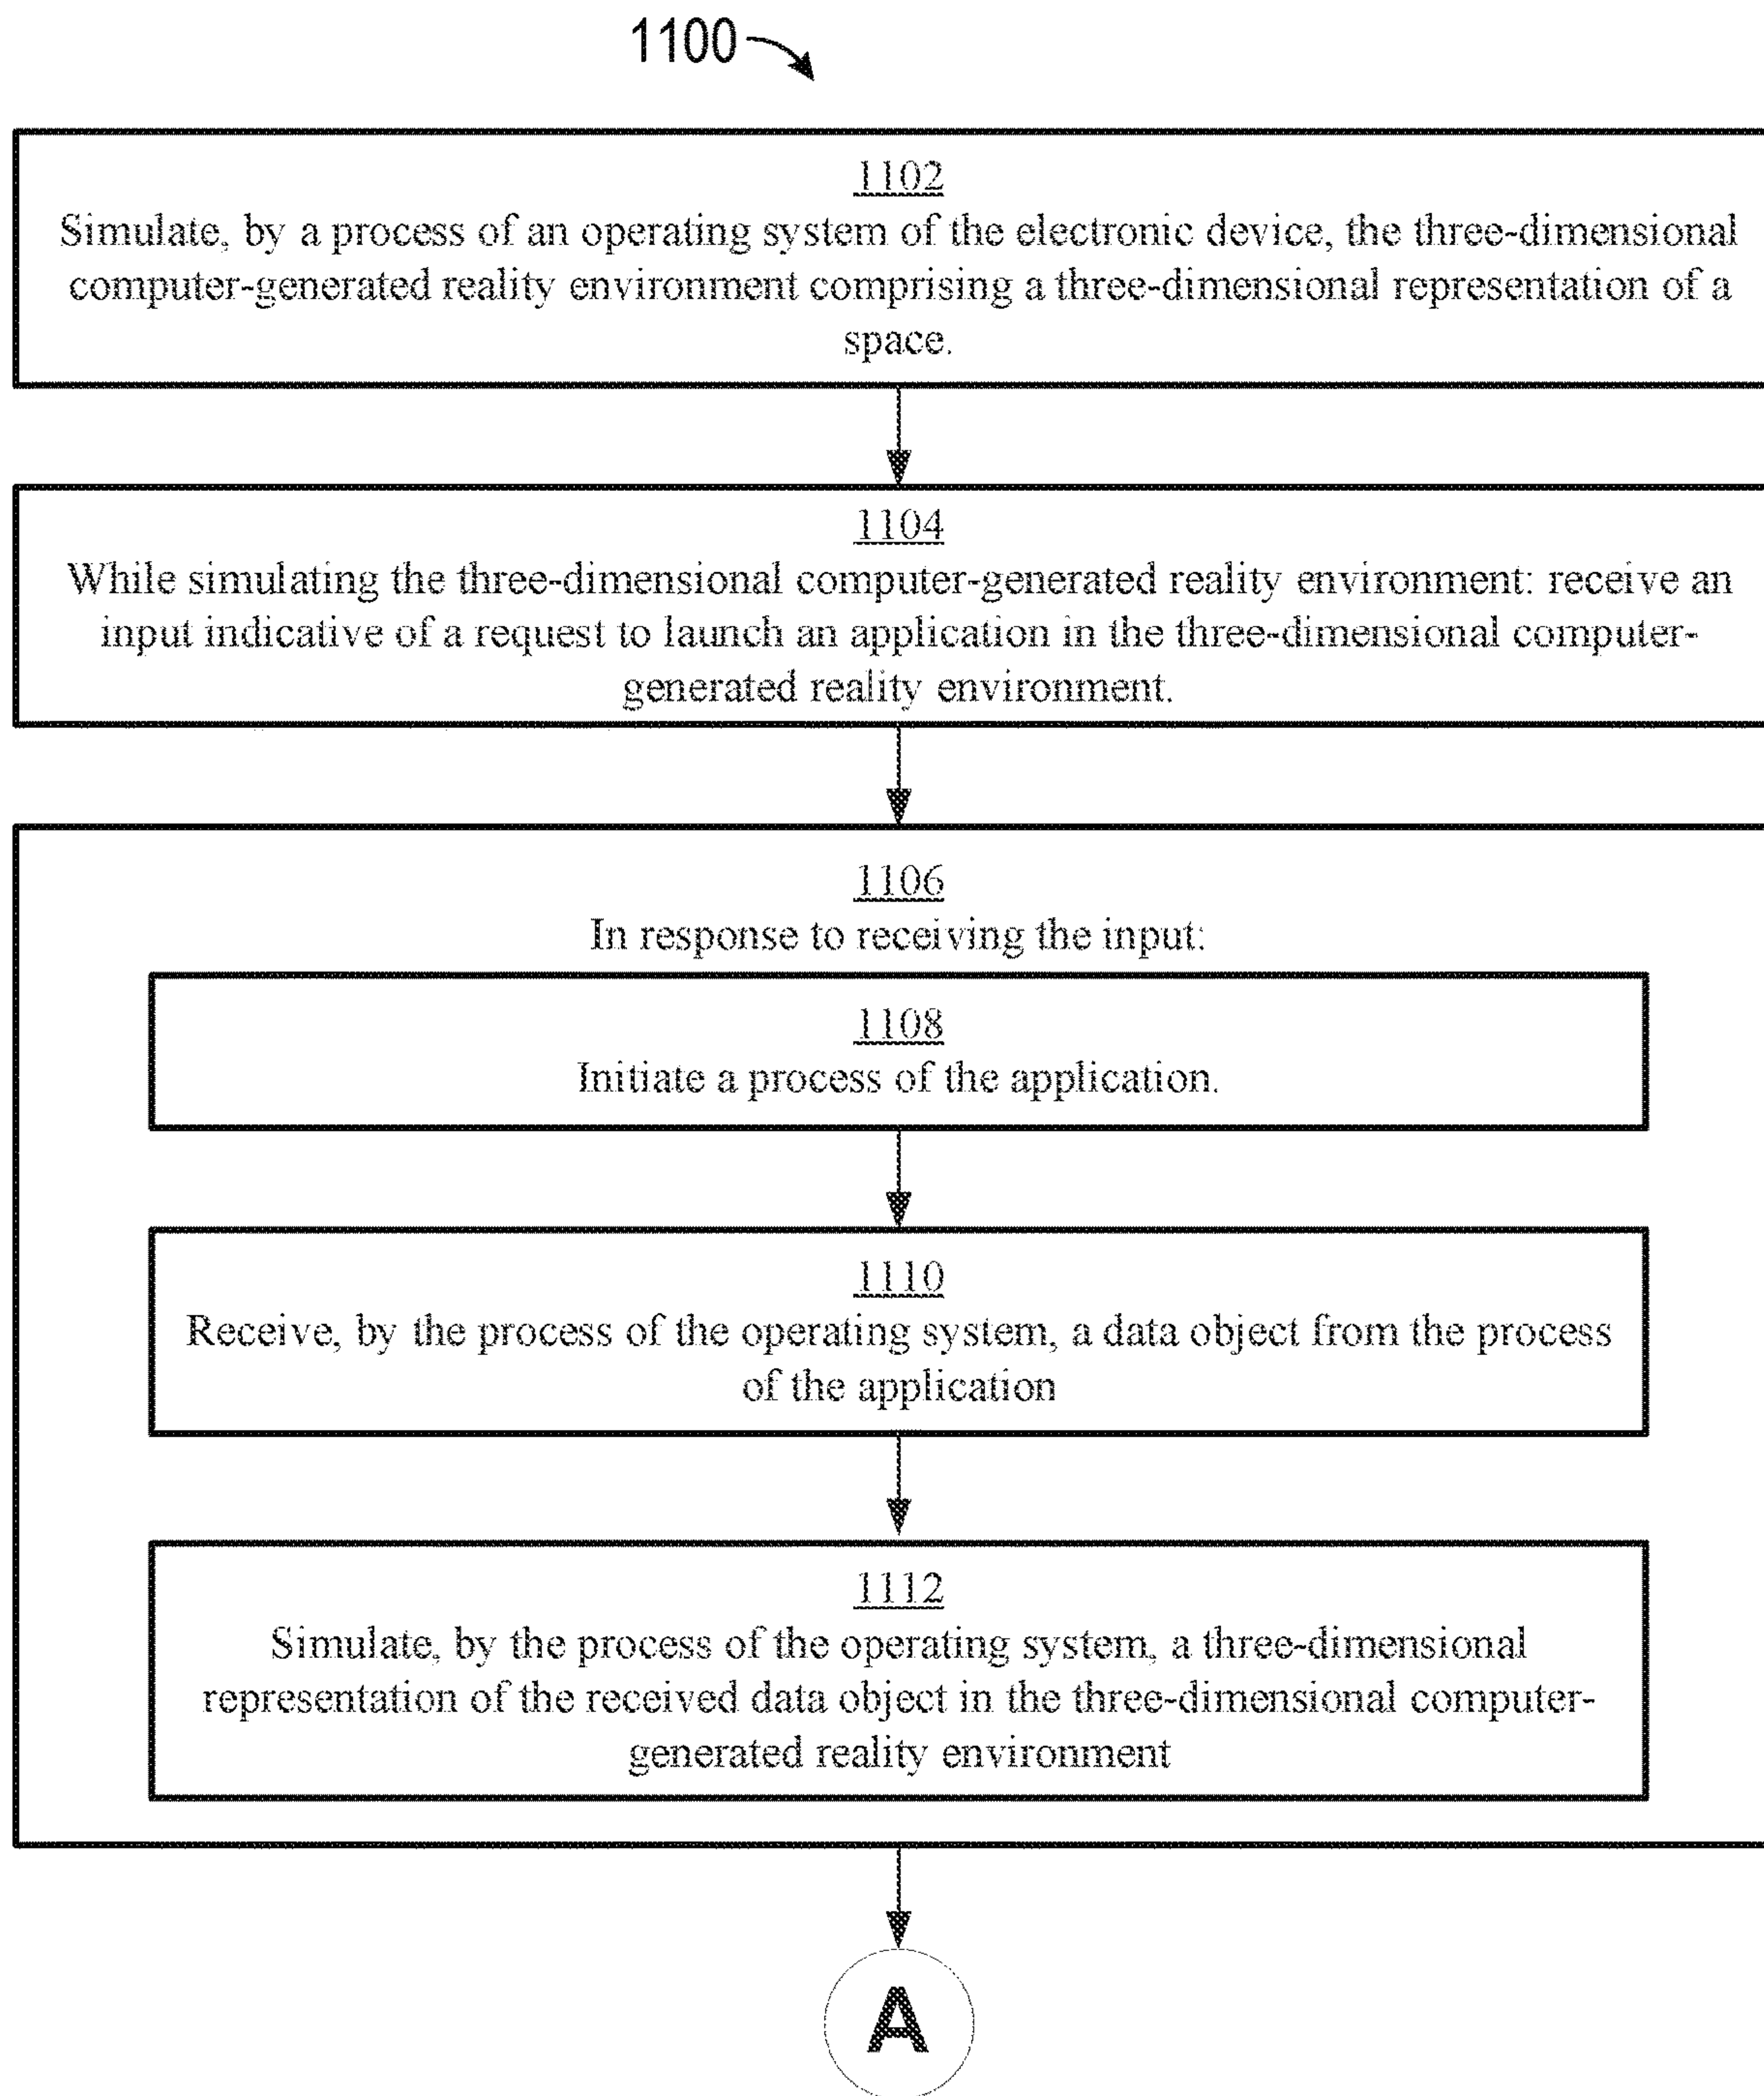 1100
1102
Simulate, by a process of an operating system of the electronic device, the three-dimensional
computer-generated reality environment comprising a three-dimensional representation of a
space.
1104
While simulating the three-dimensional computer-generated reality environment: receive an
input indicative of a request to launch an application in the three-dimensional computer-
generated reality environment.
1106
In response to receiving the input:
1108
Initiate a process of the application.
1110
Receive, by the process of the operating system, a data object from the process
of the application
1112
Simulate, by the process of the operating system, a three-dimensional
representation of the received data object in the three-dimensional computer-
generated reality environment
A